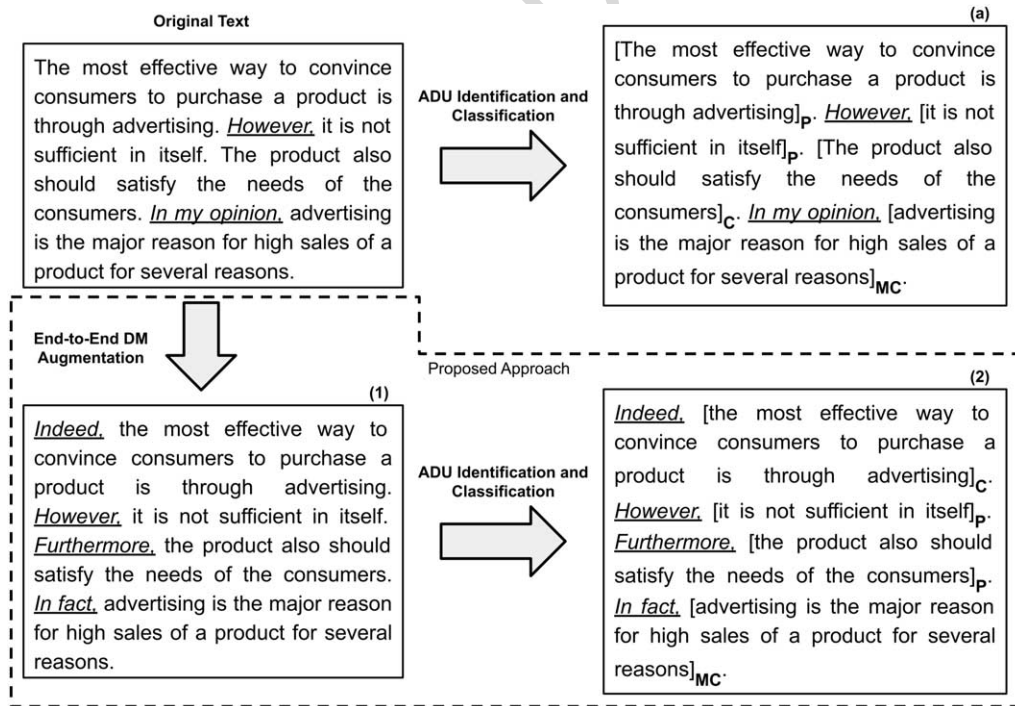 Original Text
The most effective way to convince
consumers to purchase a product is
through advertising. However, it is not
sufficient in itself. The product also
should satisfy the needs of the
consumers. In my opinion, advertising
is the major reason for high sales of a
product for several reasons.
ADU Identification and
Classification
(a)
[The most effective way to convince
consumers to purchase a product is
through advertising]P. However, [it is not
sufficient in itself]P. [The product also
should satisfy the needs of the
consumers]C. In my opinion, [advertising
is the major reason for high sales of a
product for several reasons]MC.
End-to-End DM
Augmentation
Proposed Approach
(1)
Indeed, the most effective way to
convince consumers to purchase a
product is through advertising.
However, it is not sufficient in itself.
Furthermore, the product also should
satisfy the needs of the consumers.
In fact, advertising is the major reason
for high sales of a product for several
reasons.
ADU Identification and
Classification
(2)
Indeed, [the most effective way to
convince consumers to purchase a
product is through advertising]C.
However, [it is not sufficient in itself]P.
Furthermore, [the product also should
satisfy the needs of the consumers]P.
In fact, [advertising is the major reason
for high sales of a product for several
reasons]MC.